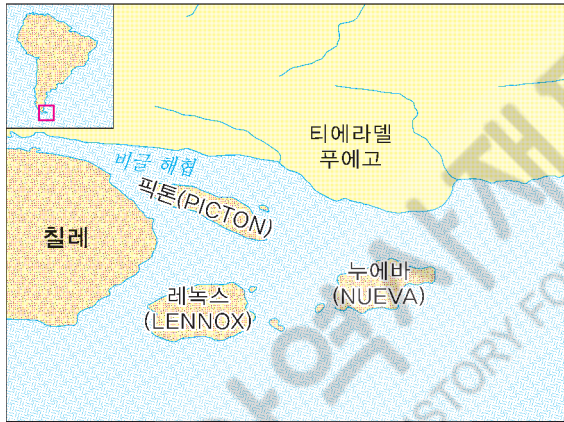 티에라델
푸에고
비글 해협
픽톤(PICTON)
칠레
누에바
(NUEVA)
레녹스
(LENNOX)